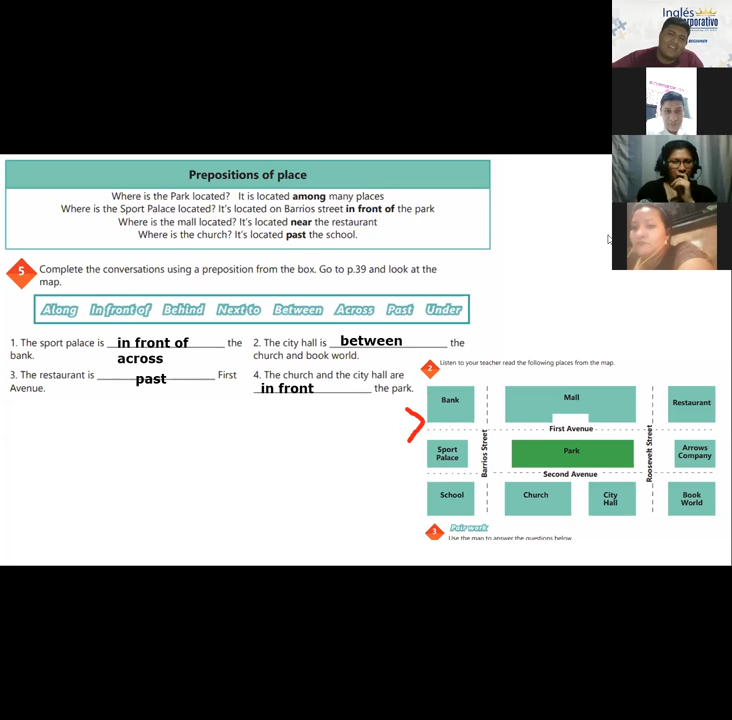 Inglés
rporativo
BEGINNER
Prepositions of place
Where is the Park located? It is located among many places
Where is the Sport Palace located? It's located on Barrios street in front of the park
Where is the mall located? It's located near the restaurant
Where is the church? It's located past the school.
5 Complete the conversations using a preposition from the box. Go to p.39 and look at the
map.
Along In front of Behind Next to Between Across Past Under
1. The sport palace is in front of the
bank. across
2. The city hall is between the
church and book world.
3. The restaurant is past First
Avenue.
4. The church and the city hall are
in front the park.
2 Listen to your teacher read the following places from the map.
Bank
Mall
Restaurant
First Avenue
Sport
Palace
Barrios Street
Park
Roosevelt Street
Arrows
Company
Second Avenue
School
Church
City
Hall
Book
World
3 Pair work
Use the map to answer the questions below